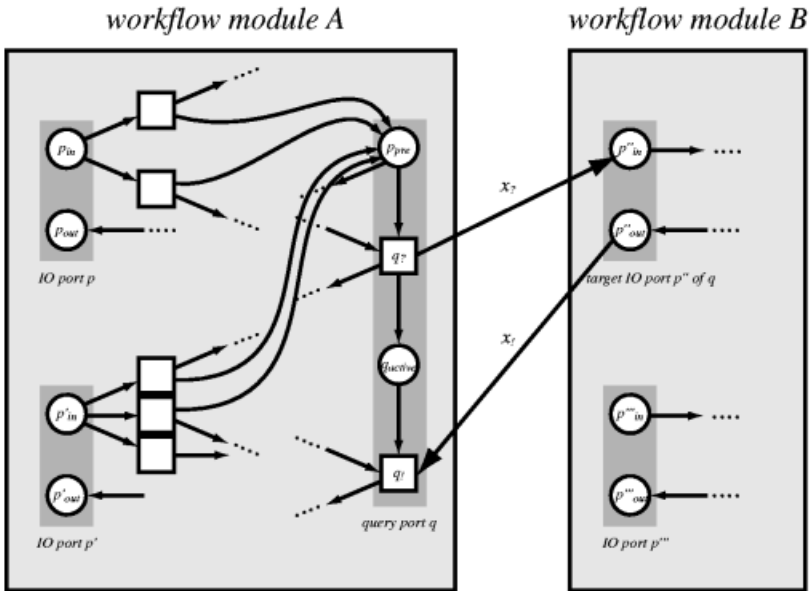 workflow module A
workflow module B
p_in
p_pre
p"_in
x?
p_out
p"_out
q?
IO port p
target IO port p" of q
x!
q_active
p'_in
p'''_in
q!
p'_out
p'''_out
query port q
IO port p'
IO port p'''